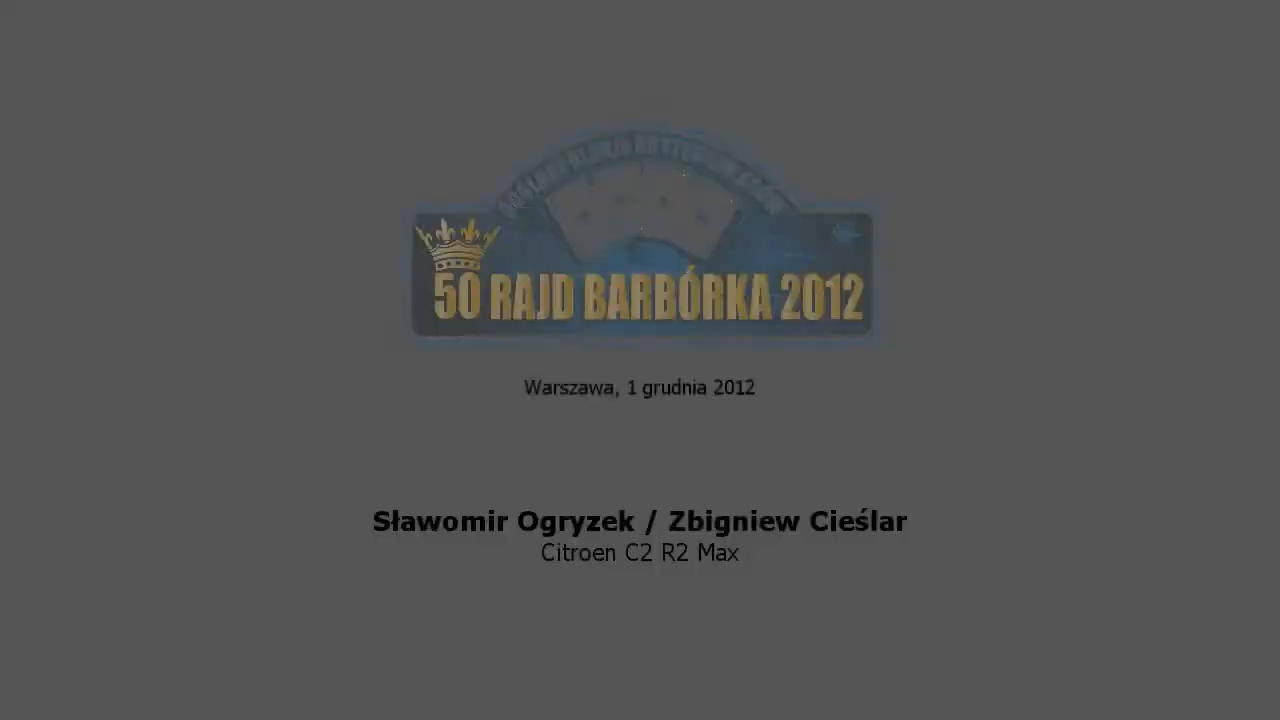 50 RAJD BARBÓRKA 2012
Warszawa, 1 grudnia 2012
Sławomir Ogryzek / Zbigniew Cieślar
Citroen C2 R2 Max